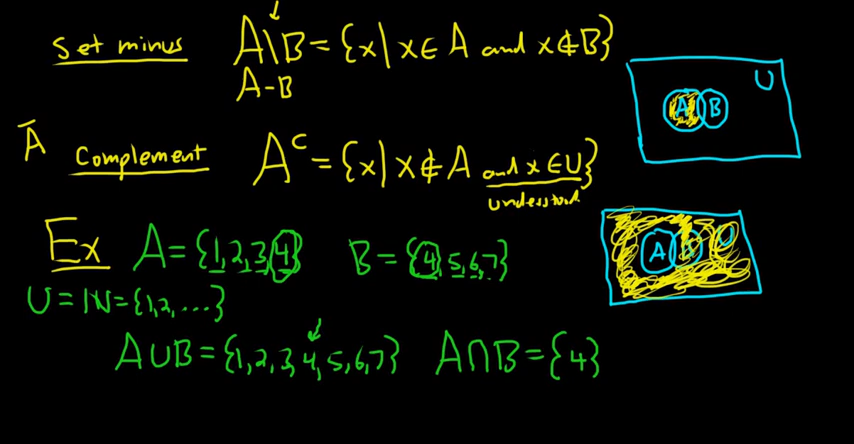 Set minus A\B = {x | x ∈ A and x ∉ B}
A-B
U
A B
Ā Complement Aᶜ = {x | x ∉ A and x ∈ U}
understood
Ex A = {1,2,3,4} B = {4,5,6,7}
A B U
U = ℕ = {1,2,...}
A∪B = {1,2,3,4,5,6,7} A∩B = {4}